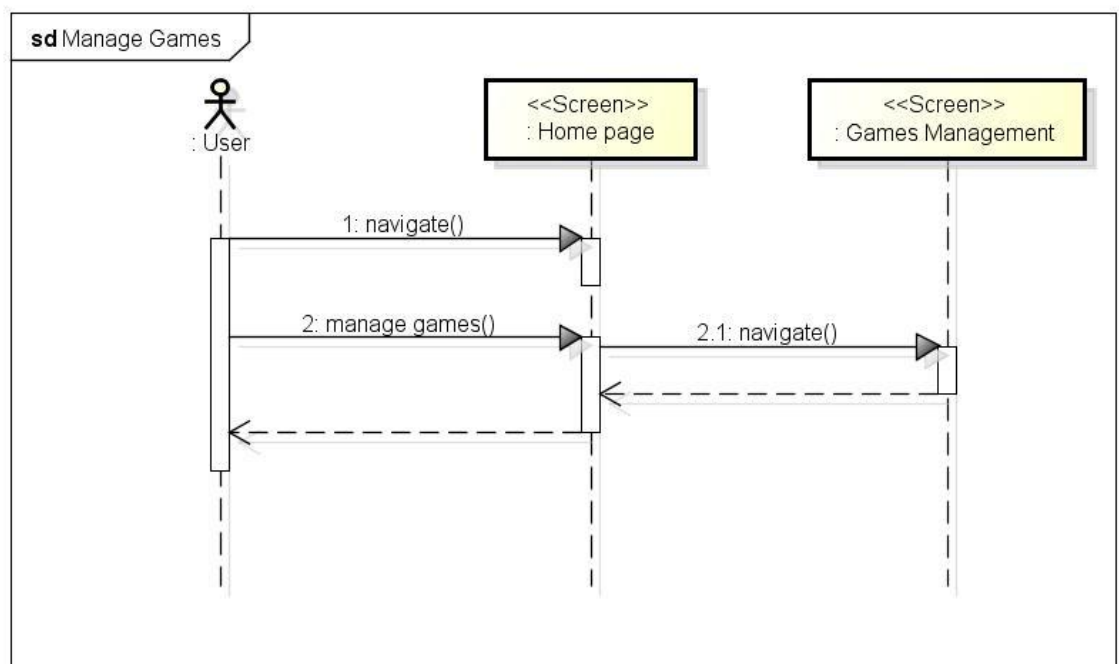 sd Manage Games
: User
<<Screen>>
: Home page
<<Screen>>
: Games Management
1: navigate()
2: manage games()
2.1: navigate()